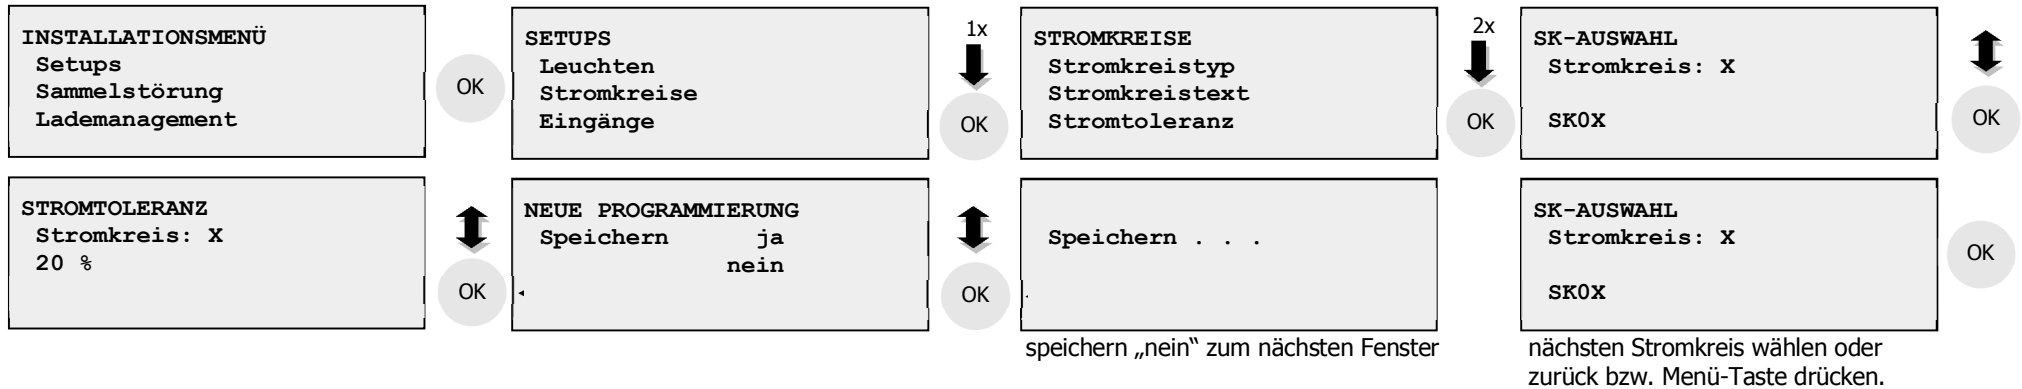 INSTALLATIONSMENÜ
Setups
Sammelstörung
Lademanagement
OK
SETUPS
Leuchten
Stromkreise
Eingänge
1x
OK
STROMKREISE
Stromkreistyp
Stromkreistext
Stromtoleranz
2x
OK
SK-AUSWAHL
Stromkreis: X
SK0X
OK
STROMTOLERANZ
Stromkreis: X
20 %
OK
NEUE PROGRAMMIERUNG
Speichern ja
nein
OK
Speichern . . .
speichern „nein“ zum nächsten Fenster
SK-AUSWAHL
Stromkreis: X
SK0X
OK
nächsten Stromkreis wählen oder
zurück bzw. Menü-Taste drücken.